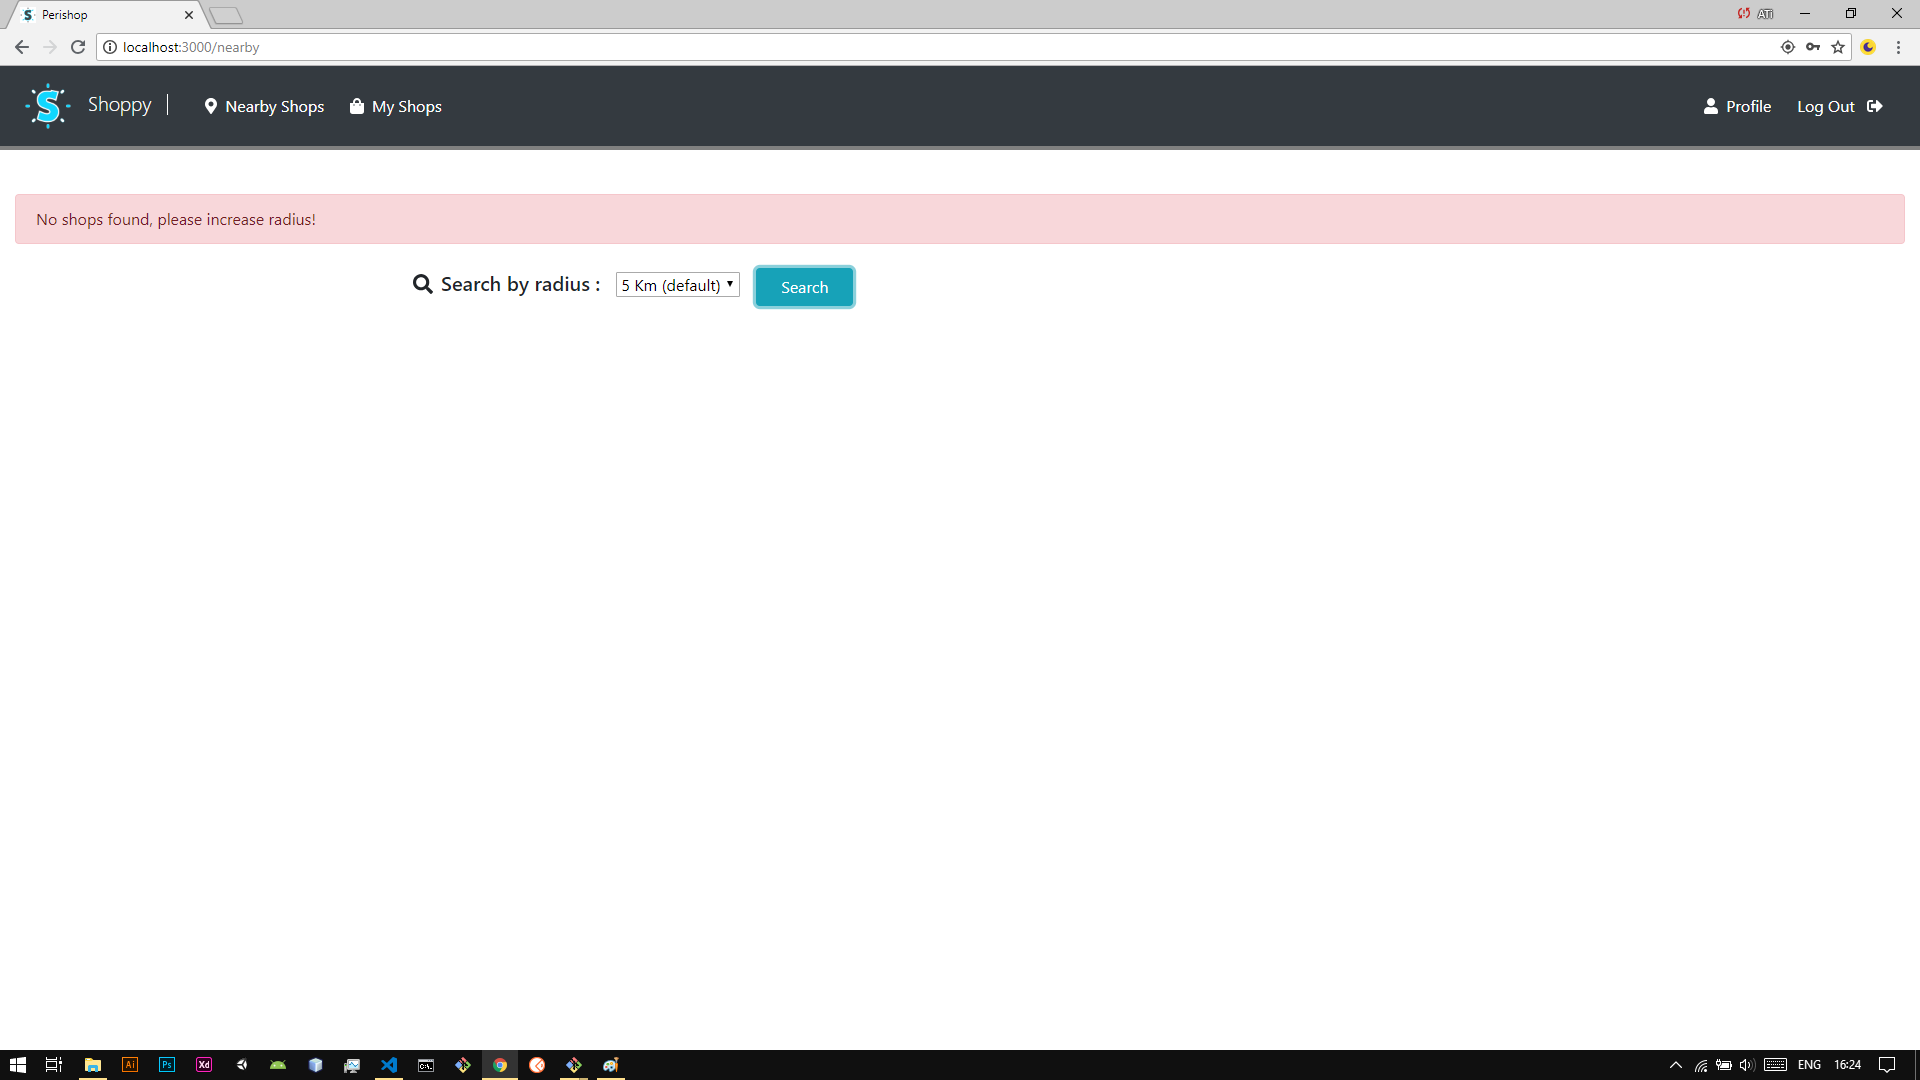 Perishop
ATi
localhost:3000/nearby
S Shoppy Nearby Shops My Shops Profile Log Out
No shops found, please increase radius!
Search by radius : 5 Km (default) Search
Ai Ps Xd C:\. ENG 16:24